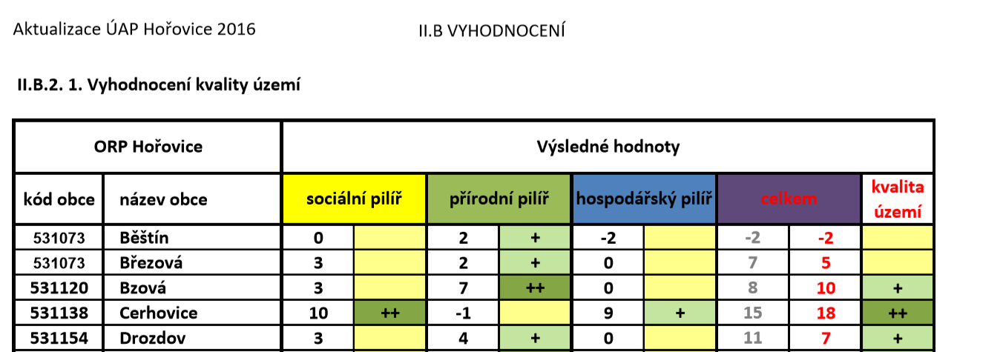 Aktualizace ÚAP Hořovice 2016 II.B VYHODNOCENÍ
II.B.2. 1. Vyhodnocení kvality území
ORP Hořovice Výsledné hodnoty
kód obce název obce sociální pilíř přírodní pilíř hospodářský pilíř celkem kvalita území
531073 Běštín 0 2 + -2 -2 -2
531073 Březová 3 2 + 0 7 5
531120 Bzová 3 7 ++ 0 8 10 +
531138 Cerhovice 10 ++ -1 9 + 15 18 ++
531154 Drozdov 3 4 + 0 11 7 +